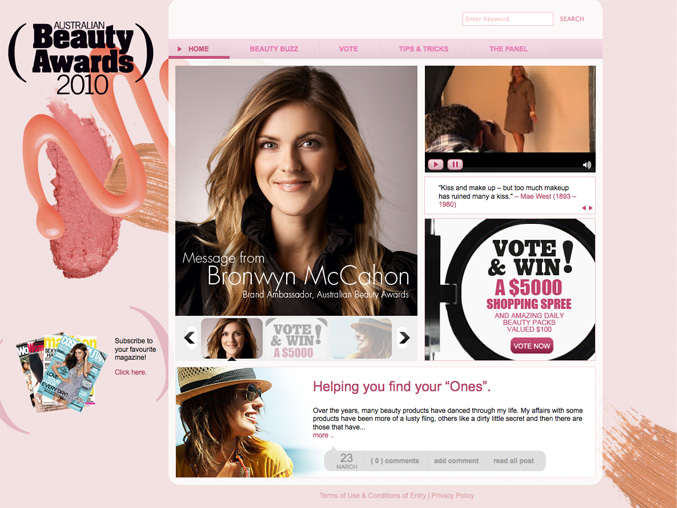 AUSTRALIAN
Beauty
Awards
2010
Enter Keyword
SEARCH
HOME
BEAUTY BUZZ
VOTE
TIPS & TRICKS
THE PANEL
Message from
Bronwyn McCahon
Brand Ambassador, Australian Beauty Awards
"Kiss and make up – but too much makeup
has ruined many a kiss." – Mae West (1893 –
1980)
VOTE
& WIN!
A $5000
SHOPPING SPREE
AND AMAZING DAILY
BEAUTY PACKS
VALUED $100
VOTE NOW
VOTE
& WIN!
A $5000
Subscribe to
your favourite
magazine!
Click here.
Helping you find your “Ones”.
Over the years, many beauty products have danced through my life. My affairs with some
products have been more of a lusty fling, others like a dirty little secret and then there are
those that have...
more ..
23
MARCH
( 0 ) comments
add comment
read all post
Terms of Use & Conditions of Entry | Privacy Policy